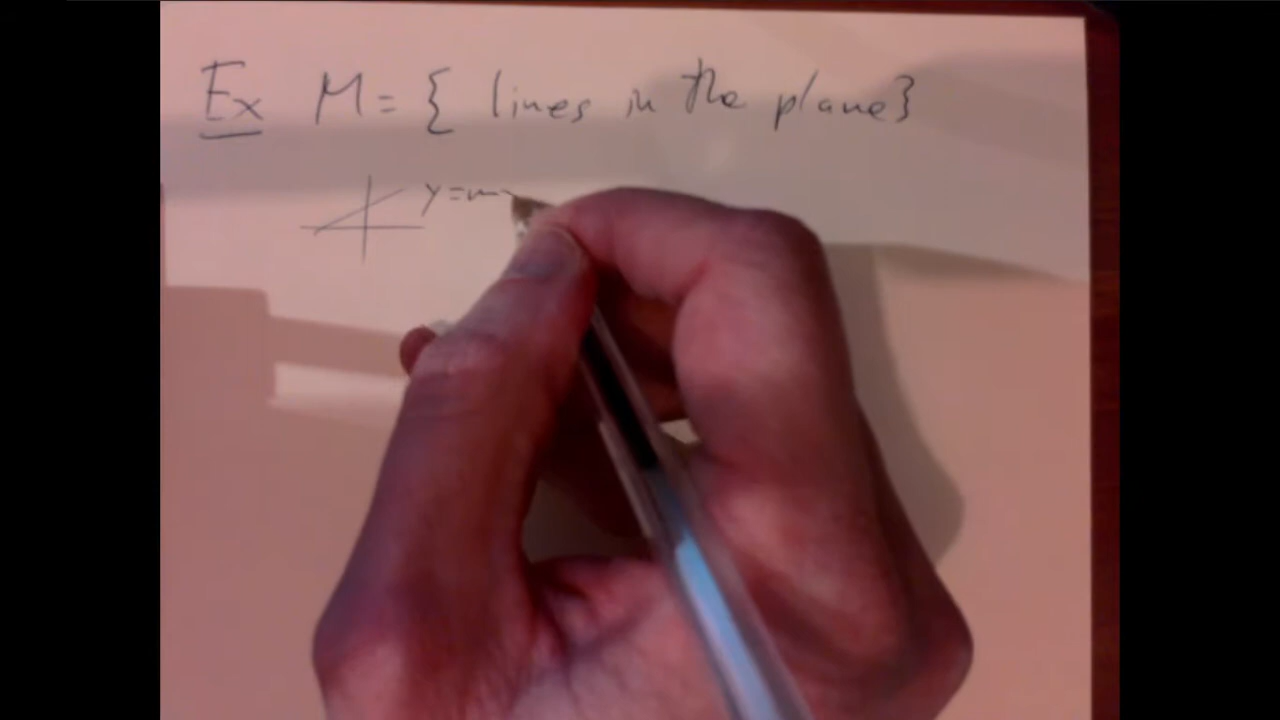 Ex M = { lines in the plane}
y=m